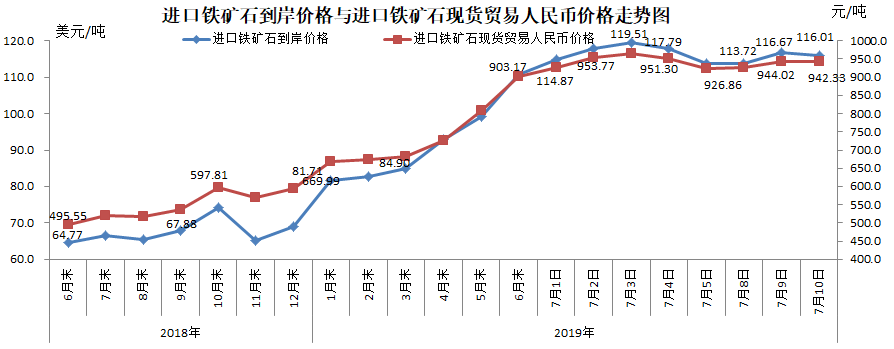 进口铁矿石到岸价格与进口铁矿石现货贸易人民币价格走势图
美元/吨
元/吨
进口铁矿石到岸价格
进口铁矿石现货贸易人民币价格
120.0
110.0
100.0
90.0
80.0
70.0
60.0
1000.0
950.0
900.0
850.0
800.0
750.0
700.0
650.0
600.0
550.0
500.0
450.0
400.0
495.55
64.77
67.88
597.81
81.71
669.99
84.90
903.17
114.87
953.77
119.51
117.79
951.30
926.86
113.72
116.67
944.02
116.01
942.33
6月末
7月末
8月末
9月末
10月末
11月末
12月末
1月末
2月末
3月末
4月末
5月末
6月末
7月1日
7月2日
7月3日
7月4日
7月5日
7月8日
7月9日
7月10日
2018年
2019年